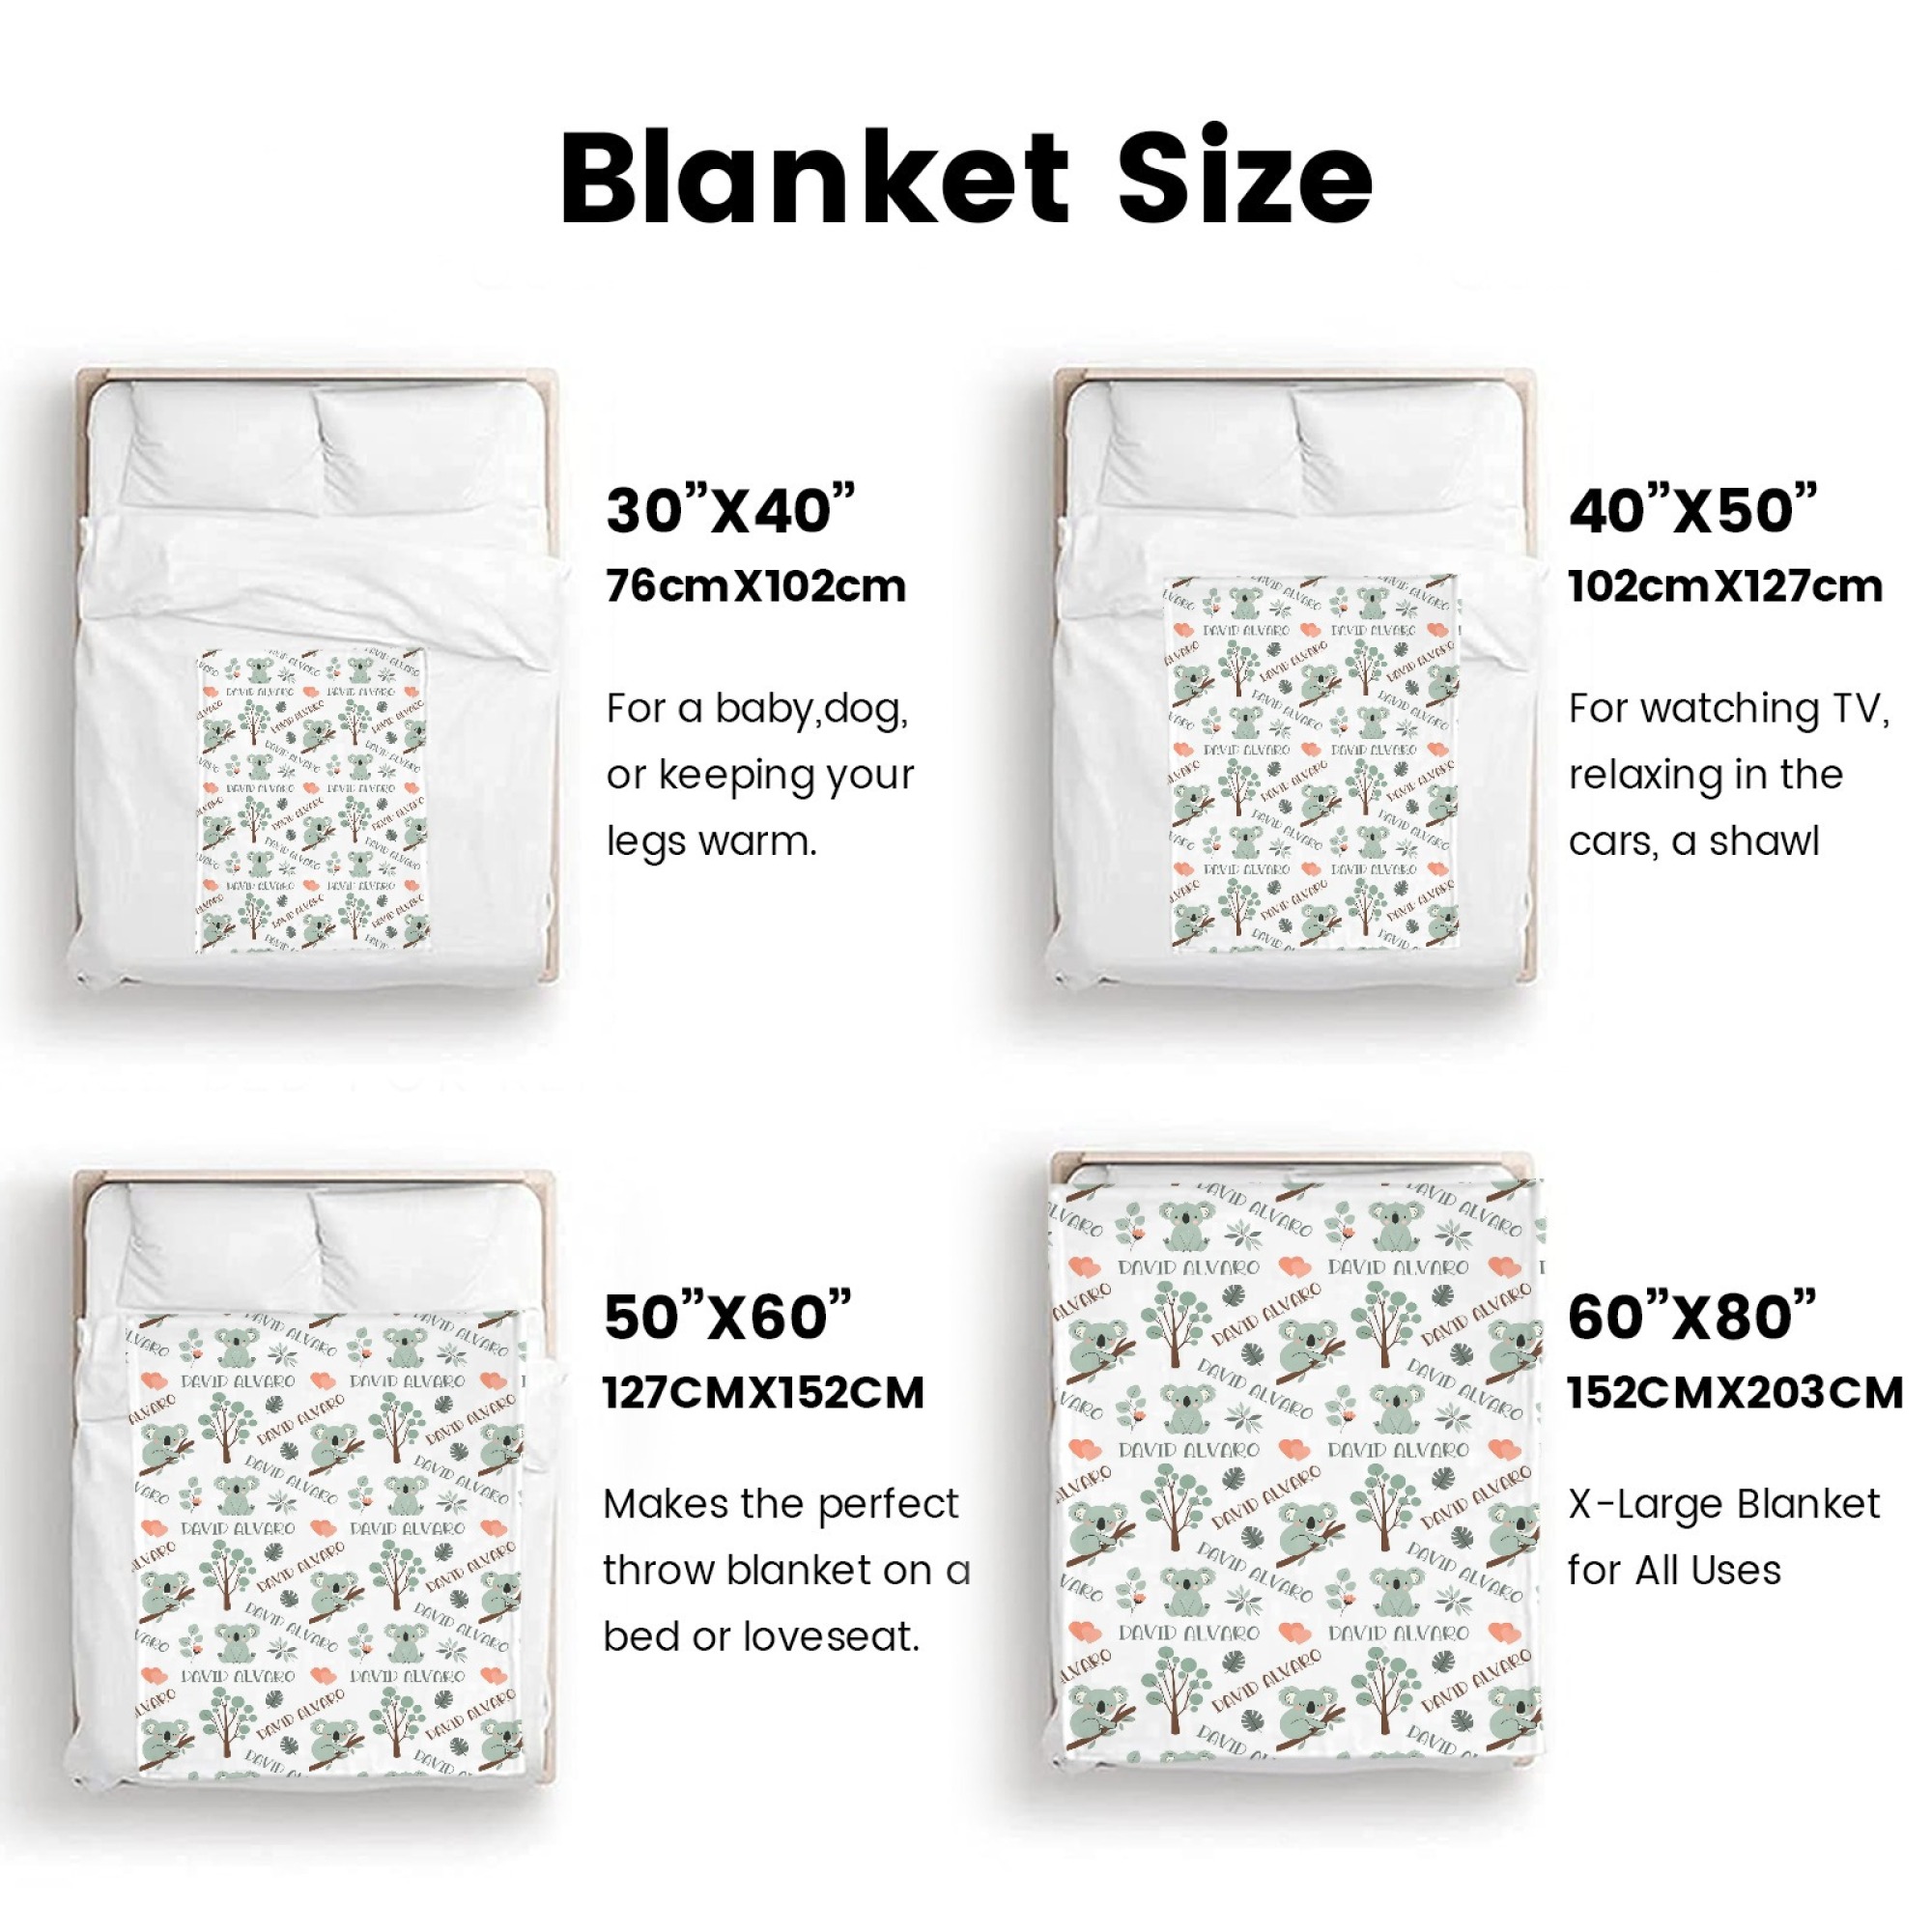 Blanket Size
30”X40”
76cmX102cm
For a baby,dog,
or keeping your
legs warm.
40”X50”
102cmX127cm
For watching TV,
relaxing in the
cars, a shawl
50”X60”
127CMX152CM
Makes the perfect
throw blanket on a
bed or loveseat.
60”X80”
152CMX203CM
X-Large Blanket
for All Uses
DAVID ALVARO